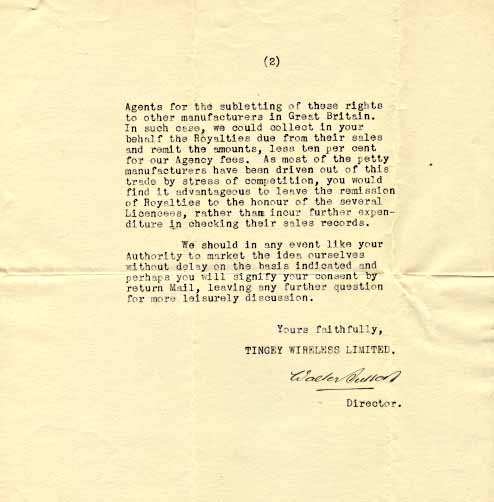 (2)
Agents for the subletting of these rights
to other manufacturers in Great Britain.
In such case, we could collect in your
behalf the Royalties due from their sales
and remit the amounts, less ten per cent
for our Agency fees. As most of the petty
manufacturers have been driven out of this
trade by stress of competition, you would
find it advantageous to leave the remission
of Royalties to the honour of the several
Licencees, rather tham incur further expen-
diture in checking their sales records.
We should in any event like your
Authority to market the idea ourselves
without delay on the basis indicated and
perhaps you will signify your consent by
return Mail, leaving any further question
for more leisurely discussion.
Yours faithfully,
TINGEY WIRELESS LIMITED.
Walter
Director.